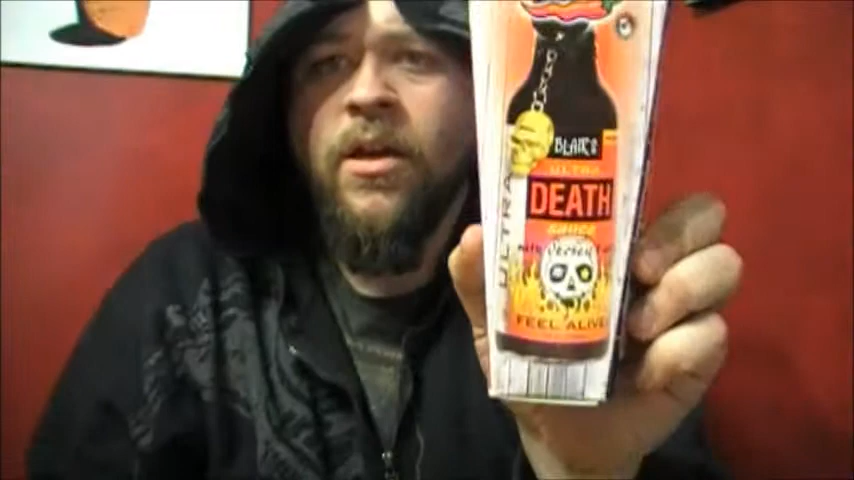 BLAIR'S
ULTRA
DEATH
SAUCE
FEEL ALIVE
ULTRA